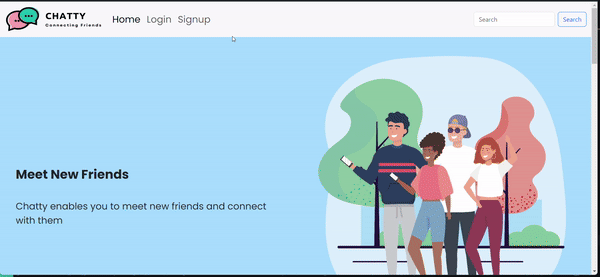 CHATTY
Connecting Friends
Home Login Signup
Search Search
Meet New Friends
Chatty enables you to meet new friends and connect
with them